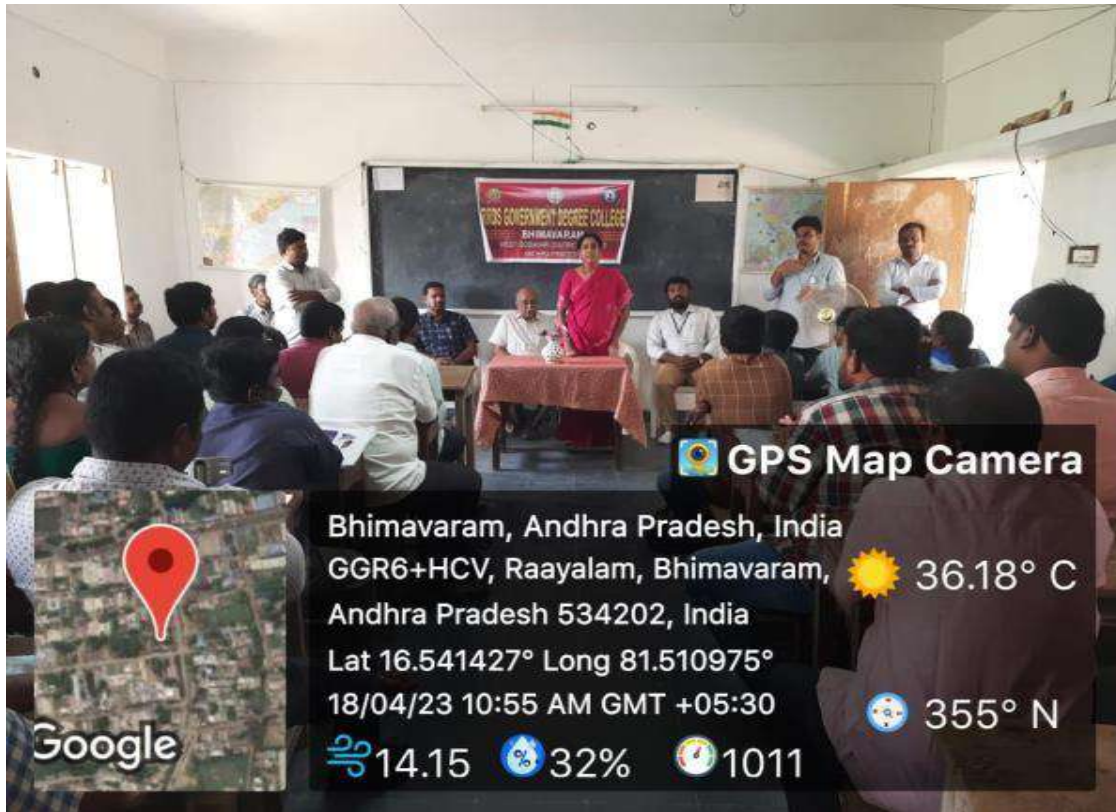 GOVERNMENT DEGREE COLLEGE
BHIMAVARAM
GPS Map Camera
Bhimavaram, Andhra Pradesh, India
GGR6+HCV, Raayalam, Bhimavaram,
Andhra Pradesh 534202, India
Lat 16.541427° Long 81.510975°
18/04/23 10:55 AM GMT +05:30
36.18° C
355° N
14.15
32%
1011
Google